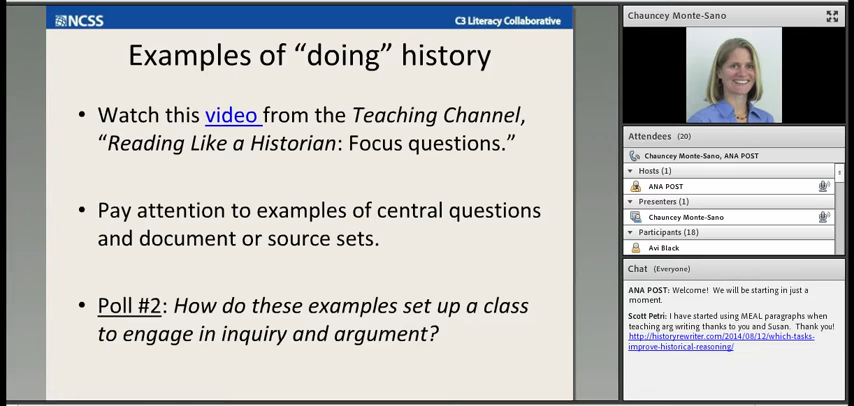 NCSS
C3 Literacy Collaborative
Examples of “doing” history
• Watch this video from the Teaching Channel,
“Reading Like a Historian: Focus questions.”
• Pay attention to examples of central questions
and document or source sets.
• Poll #2: How do these examples set up a class
to engage in inquiry and argument?
Chauncey Monte-Sano
Attendees (20)
Chauncey Monte-Sano, ANA POST
Hosts (1)
ANA POST
Presenters (1)
Chauncey Monte-Sano
Participants (18)
Avi Black
Chat (Everyone)
ANA POST: Welcome! We will be starting in just a
moment.
Scott Petri: I have started using MEAL paragraphs when
teaching arg writing thanks to you and Susan. Thank you!
http://historyrewriter.com/2014/08/12/which-tasks-
improve-historical-reasoning/